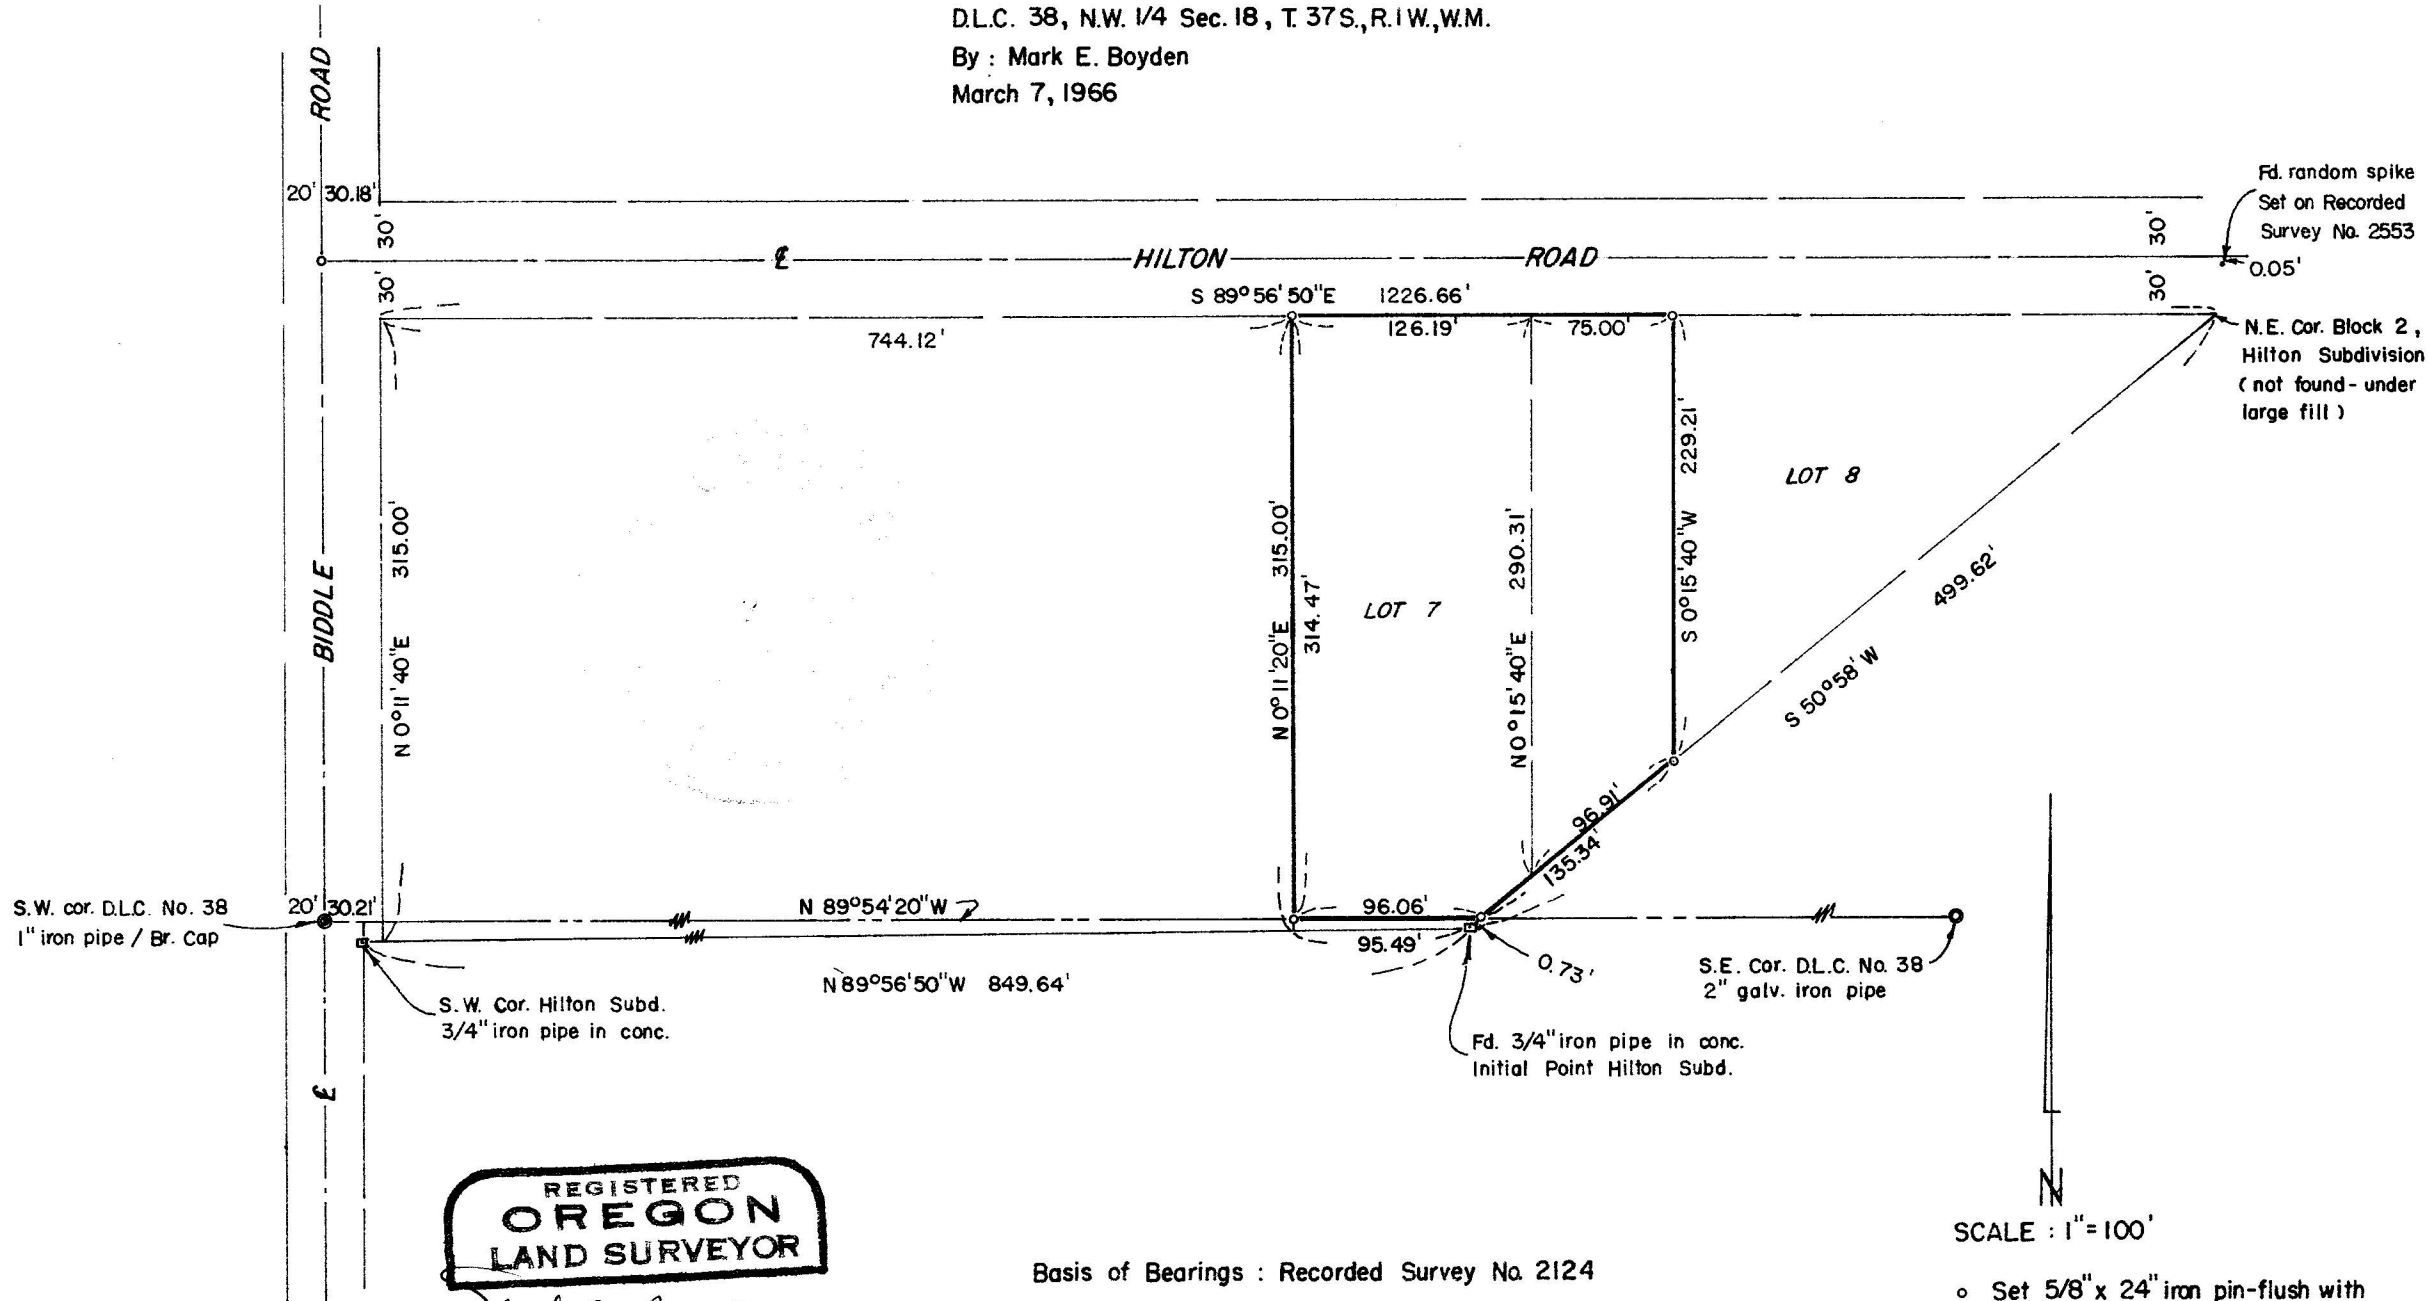 D.L.C. 38, N.W. 1/4 Sec. 18, T. 37 S., R. 1 W., W.M.
By : Mark E. Boyden
March 7, 1966
ROAD
20' 30.18'
30'
30'
℄ HILTON ROAD
30'
30'
Fd. random spike
Set on Recorded
Survey No. 2553
0.05'
S 89°56'50"E 1226.66'
744.12'
126.19'
75.00'
N.E. Cor. Block 2,
Hilton Subdivision
(not found - under
large fill)
BIDDLE
N 0°11'40"E 315.00'
N 0°11'20"E 315.00'
314.47'
LOT 7
N 0°15'40"E 290.31'
S 0°15'40"W 229.21'
LOT 8
499.62'
S 50°58'W
96.91'
135.34'
S.W. cor. D.L.C. No. 38
1" iron pipe / Br. Cap
20' 30.21'
N 89°54'20"W
96.06'
95.49'
0.73'
N 89°56'50"W 849.64'
S.W. Cor. Hilton Subd.
3/4" iron pipe in conc.
S.E. Cor. D.L.C. No. 38
2" galv. iron pipe
Fd. 3/4" iron pipe in conc.
Initial Point Hilton Subd.
℄
REGISTERED
OREGON
LAND SURVEYOR
Basis of Bearings : Recorded Survey No. 2124
N
SCALE : 1" = 100'
○ Set 5/8" x 24" iron pin-flush with